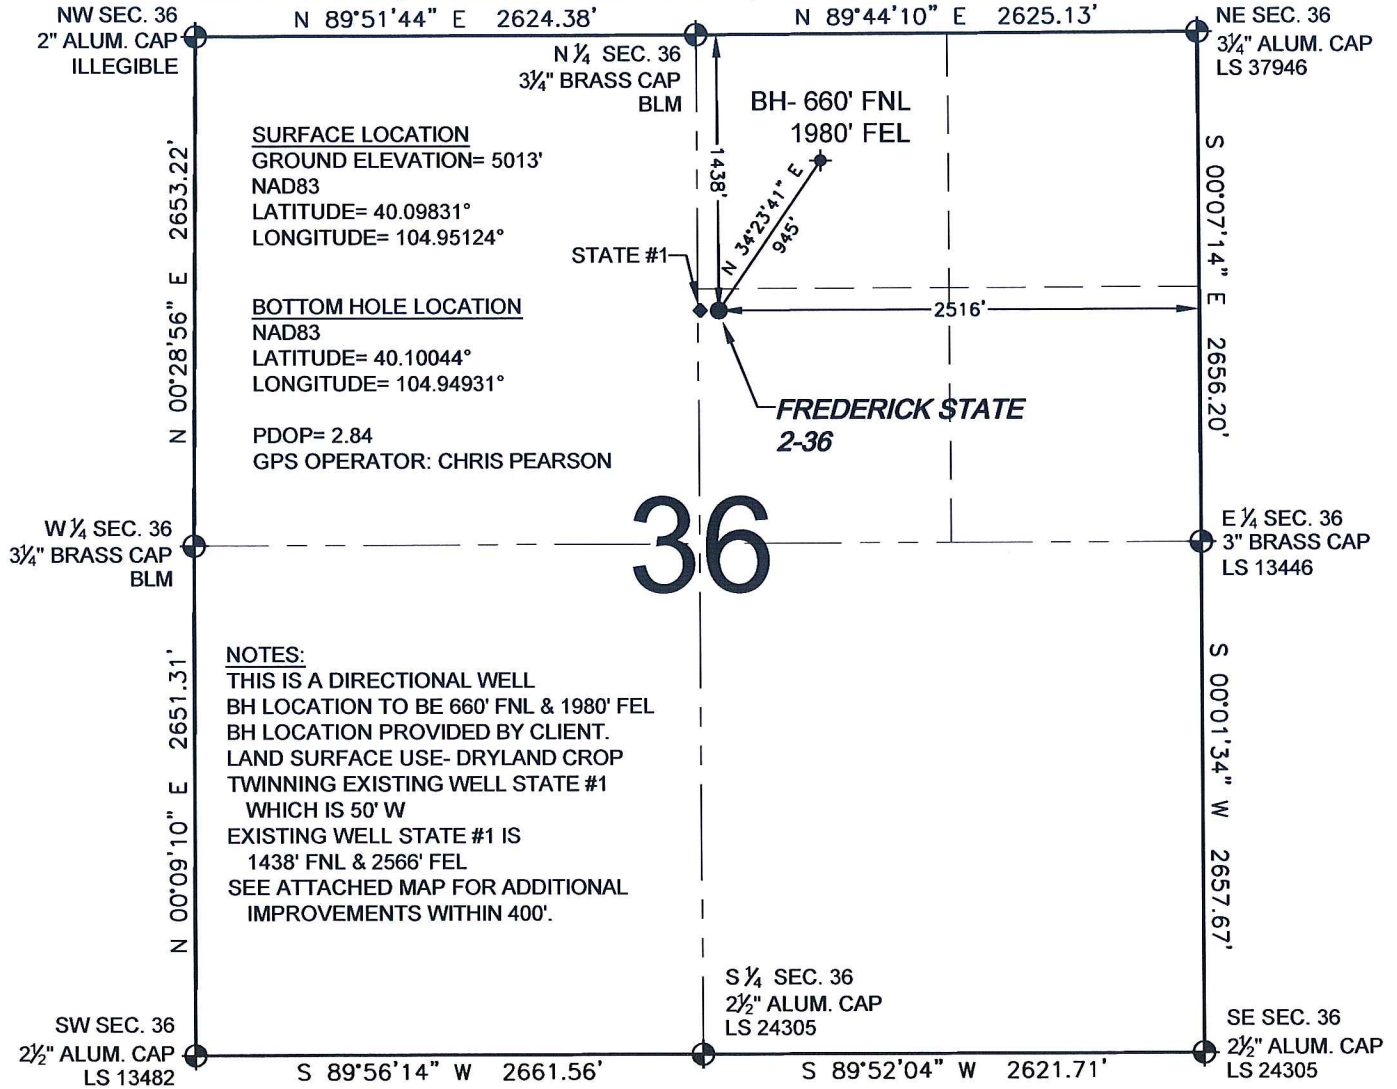 NW SEC. 36
2" ALUM. CAP
ILLEGIBLE
N 89°51'44" E 2624.38'
N 89°44'10" E 2625.13'
NE SEC. 36
3¼" ALUM. CAP
LS 37946
N ¼ SEC. 36
3¼" BRASS CAP
BLM
BH- 660' FNL
1980' FEL
SURFACE LOCATION
GROUND ELEVATION= 5013'
NAD83
LATITUDE= 40.09831°
LONGITUDE= 104.95124°
1438'
N 34°23'41" E
945'
STATE #1
2516'
BOTTOM HOLE LOCATION
NAD83
LATITUDE= 40.10044°
LONGITUDE= 104.94931°
PDOP= 2.84
GPS OPERATOR: CHRIS PEARSON
FREDERICK STATE
2-36
N 00°28'56" E 2653.22'
S 00°07'14" E 2656.20'
36
W ¼ SEC. 36
3¼" BRASS CAP
BLM
E ¼ SEC. 36
3" BRASS CAP
LS 13446
NOTES:
THIS IS A DIRECTIONAL WELL
BH LOCATION TO BE 660' FNL & 1980' FEL
BH LOCATION PROVIDED BY CLIENT.
LAND SURFACE USE- DRYLAND CROP
TWINNING EXISTING WELL STATE #1
WHICH IS 50' W
EXISTING WELL STATE #1 IS
1438' FNL & 2566' FEL
SEE ATTACHED MAP FOR ADDITIONAL
IMPROVEMENTS WITHIN 400'.
N 00°09'10" E 2651.31'
S 00°01'34" W 2657.67'
S ¼ SEC. 36
2½" ALUM. CAP
LS 24305
SW SEC. 36
2½" ALUM. CAP
LS 13482
S 89°56'14" W 2661.56'
S 89°52'04" W 2621.71'
SE SEC. 36
2½" ALUM. CAP
LS 24305